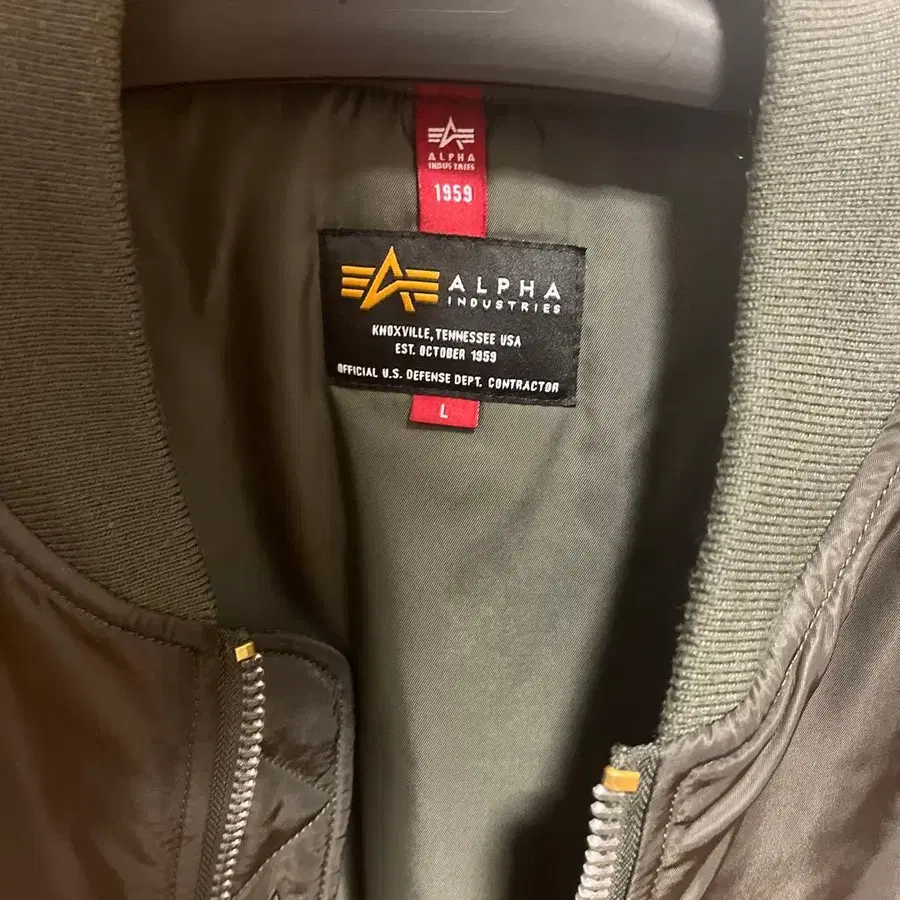 ALPHA
INDUSTRIES
1959
ALPHA
INDUSTRIES
KNOXVILLE, TENNESSEE USA
EST. OCTOBER 1959
OFFICIAL U.S. DEFENSE DEPT. CONTRACTOR
L